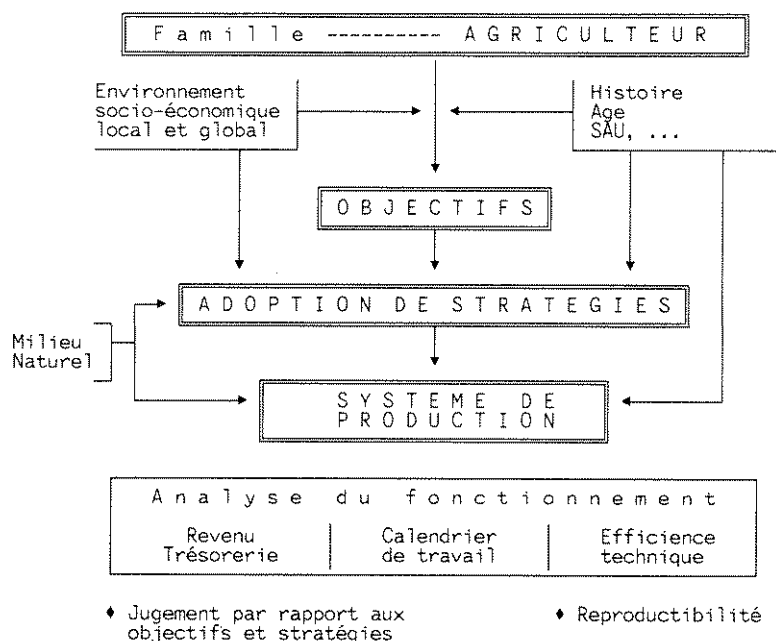 Famille ---------- AGRICULTEUR
Environnement
socio-économique
local et global
Histoire
Age
SAU, ...
OBJECTIFS
ADOPTION DE STRATEGIES
Milieu
Naturel
SYSTEME DE
PRODUCTION
Analyse du fonctionnement
Revenu
Trésorerie
Calendrier
de travail
Efficience
technique
♦ Jugement par rapport aux
objectifs et stratégies
♦ Reproductibilité